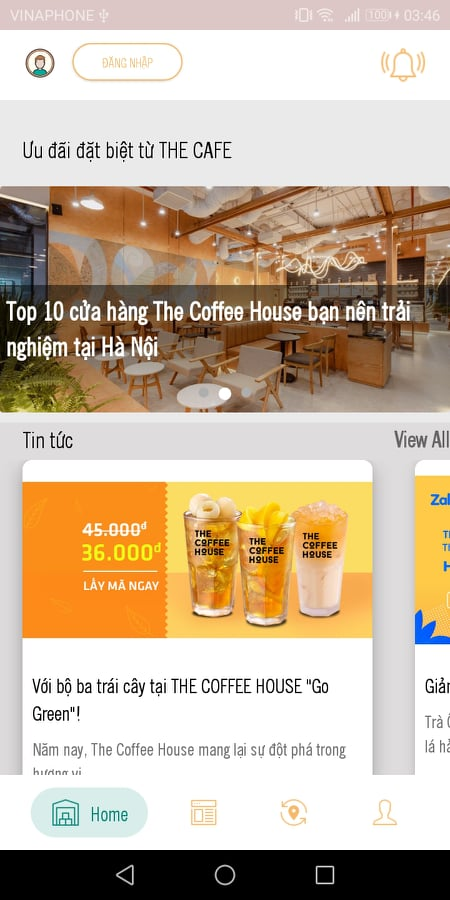 VINAPHONE 100 03:46
ĐĂNG NHẬP
Ưu đãi đặt biệt từ THE CAFE
Top 10 cửa hàng The Coffee House bạn nên trải
nghiệm tại Hà Nội
Tin tức View All
45.000đ
36.000đ
LẤY MÃ NGAY
THE COFFEE HOUSE
THE COFFEE HOUSE
THE COFFEE HOUSE
Zal
Với bộ ba trái cây tại THE COFFEE HOUSE "Go
Green"!
Năm nay, The Coffee House mang lại sự đột phá trong
hương vị
Giản
Trà Ô
lá hả
Home